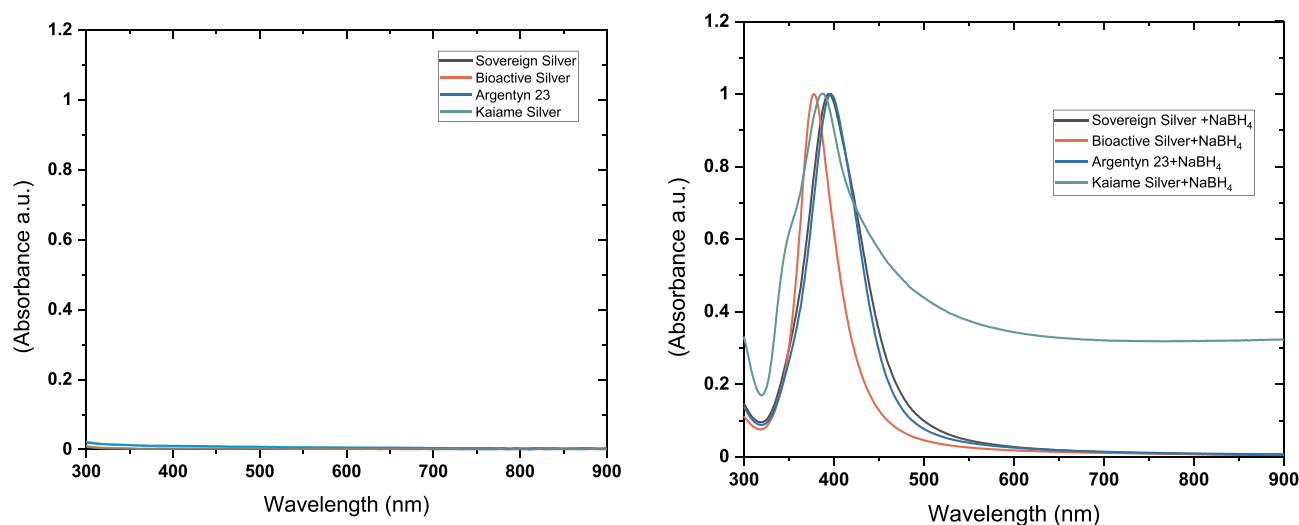 1.2
1
0.8
0.6
0.4
0.2
0
(Absorbance a.u.)
Sovereign Silver
Bioactive Silver
Argentyn 23
Kaiame Silver
300 400 500 600 700 800 900
Wavelength (nm)
1.2
1
0.8
0.6
0.4
0.2
0
(Absorbance a.u.)
Sovereign Silver +NaBH₄
Bioactive Silver+NaBH₄
Argentyn 23+NaBH₄
Kaiame Silver+NaBH₄
300 400 500 600 700 800 900
Wavelength (nm)